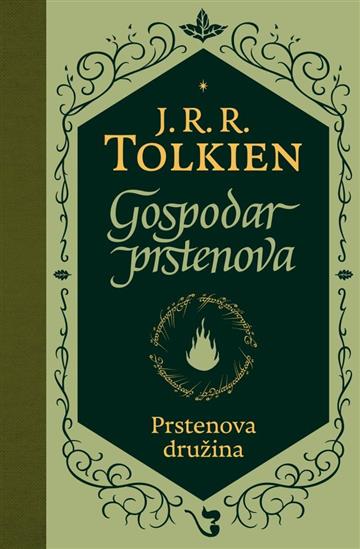 J. R. R.
TOLKIEN
Gospodar
prstenova
Prstenova
družina